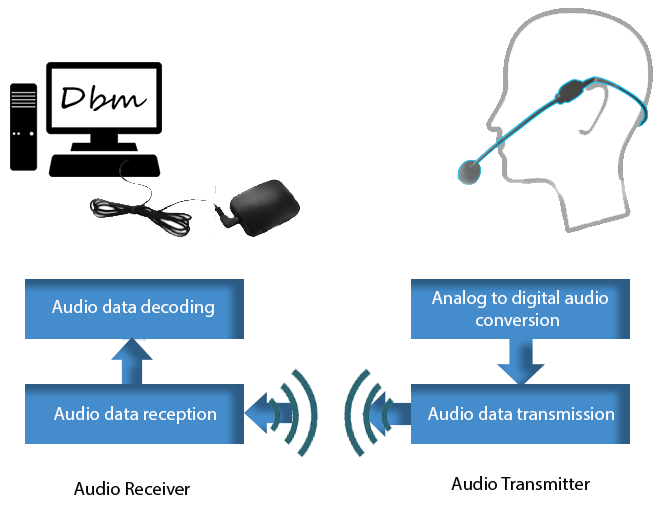 Dbm
Audio data decoding
Analog to digital audio
conversion
Audio data reception
Audio data transmission
Audio Receiver
Audio Transmitter